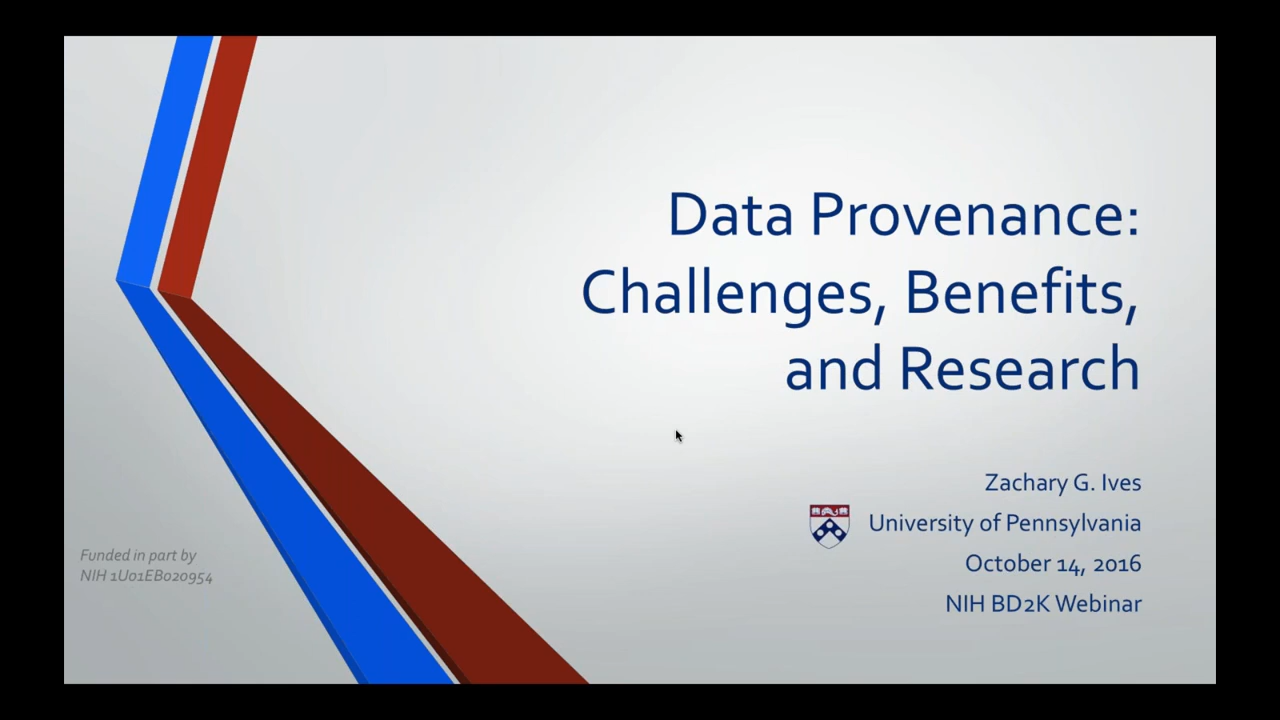 Data Provenance:
Challenges, Benefits,
and Research
Zachary G. Ives
University of Pennsylvania
October 14, 2016
NIH BD2K Webinar
Funded in part by
NIH 1U01EB020954